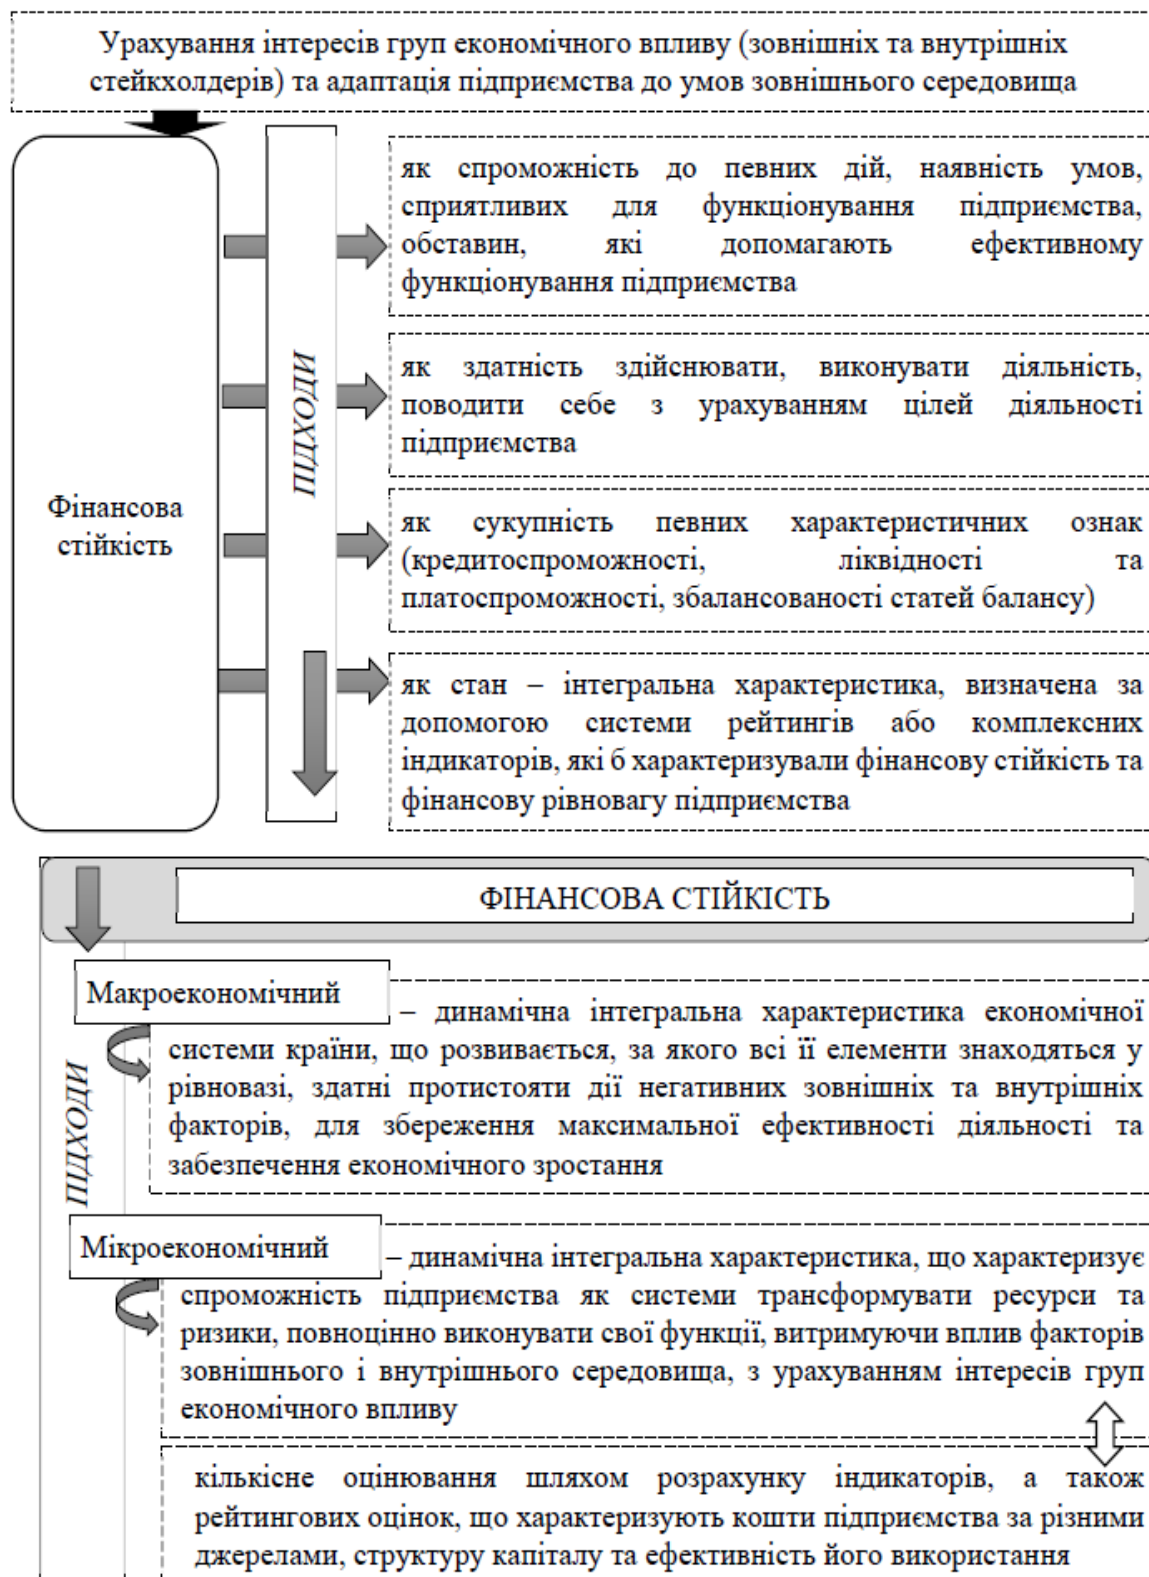 Урахування інтересів груп економічного впливу (зовнішніх та внутрішніх
стейкхолдерів) та адаптація підприємства до умов зовнішнього середовища
Фінансова
стійкість
ПІДХОДИ
як спроможність до певних дій, наявність умов,
сприятливих для функціонування підприємства,
обставин, які допомагають ефективному
функціонування підприємства
як здатність здійснювати, виконувати діяльність,
поводити себе з урахуванням цілей діяльності
підприємства
як сукупність певних характеристичних ознак
(кредитоспроможності, ліквідності та
платоспроможності, збалансованості статей балансу)
як стан – інтегральна характеристика, визначена за
допомогою системи рейтингів або комплексних
індикаторів, які б характеризували фінансову стійкість та
фінансову рівновагу підприємства
ФІНАНСОВА СТІЙКІСТЬ
ПІДХОДИ
Макроекономічний
– динамічна інтегральна характеристика економічної
системи країни, що розвивається, за якого всі її елементи знаходяться у
рівновазі, здатні протистояти дії негативних зовнішніх та внутрішніх
факторів, для збереження максимальної ефективності діяльності та
забезпечення економічного зростання
Мікроекономічний
– динамічна інтегральна характеристика, що характеризує
спроможність підприємства як системи трансформувати ресурси та
ризики, повноцінно виконувати свої функції, витримуючи вплив факторів
зовнішнього і внутрішнього середовища, з урахуванням інтересів груп
економічного впливу
кількісне оцінювання шляхом розрахунку індикаторів, а також
рейтингових оцінок, що характеризують кошти підприємства за різними
джерелами, структуру капіталу та ефективність його використання